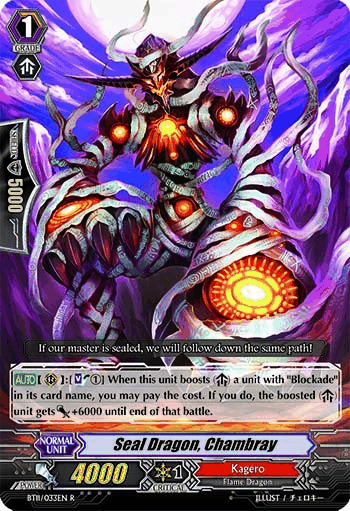 1
GRADE
SHIELD
5000
If our master is sealed, we will follow down the same path!
AUTO [ ]:[V ①] When this unit boosts a unit with "Blockade"
in its card name, you may pay the cost. If you do, the boosted
unit gets +6000 until end of that battle.
NORMAL
UNIT
Seal Dragon, Chambray
POWER
4000
1
CRITICAL
Kagero
Flame Dragon
BT11/033EN R
ILLUST / チェロキー